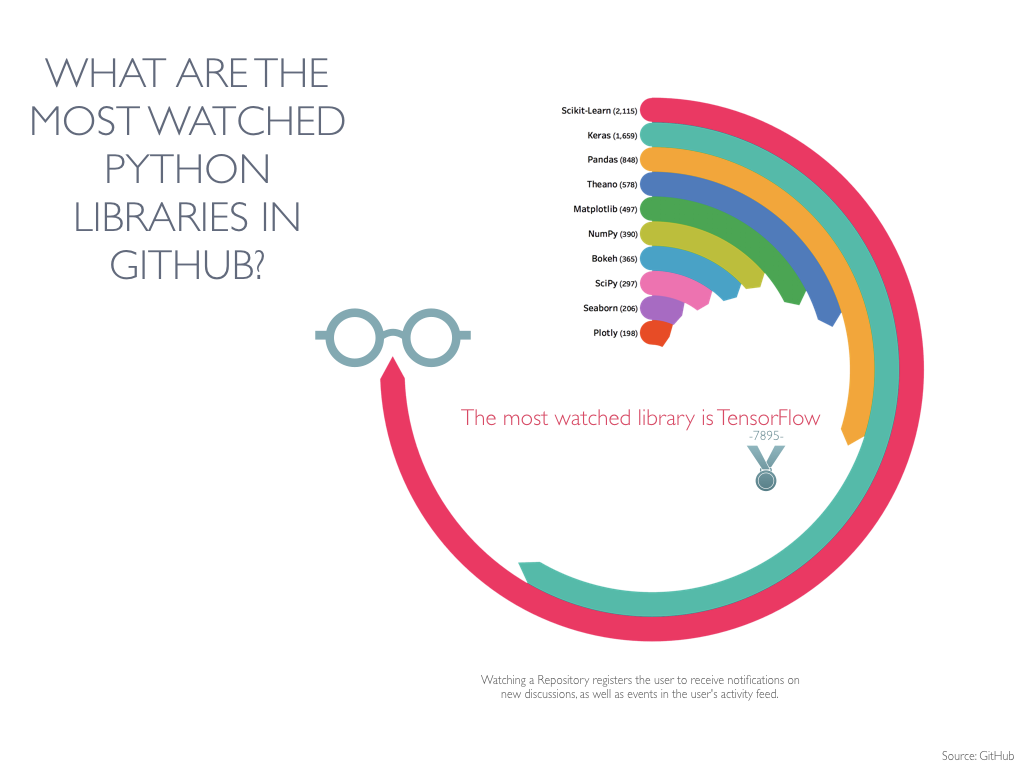 WHAT ARE THE
MOST WATCHED
PYTHON
LIBRARIES IN
GITHUB?
Scikit-Learn (2,115)
Keras (1,659)
Pandas (848)
Theano (578)
Matplotlib (497)
NumPy (390)
Bokeh (365)
SciPy (297)
Seaborn (206)
Plotly (198)
The most watched library is TensorFlow
-7895-
Watching a Repository registers the user to receive notifications on
new discussions, as well as events in the user's activity feed.
Source: GitHub